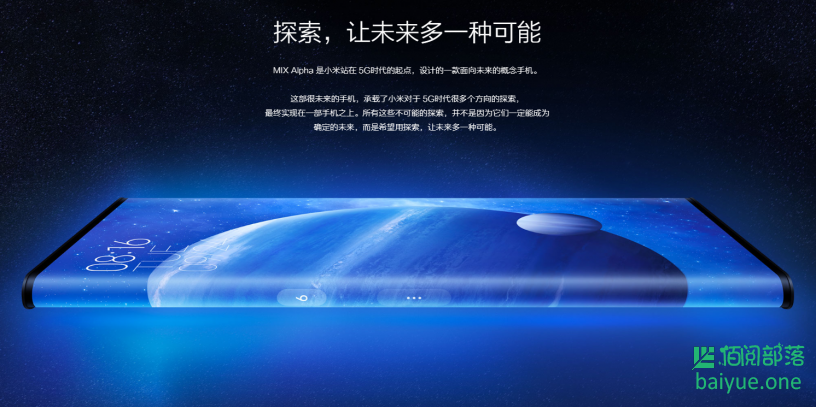 探索，让未来多一种可能
MIX Alpha 是小米站在 5G时代的起点，设计的一款面向未来的概念手机。
这部很未来的手机，承载了小米对于 5G时代很多个方向的探索，
最终实现在一部手机之上。所有这些不可能的探索，并不是因为它们一定能成为
确定的未来，而是希望用探索，让未来多一种可能。
08:16
TUE
6
佰阅部落
baiyue.one